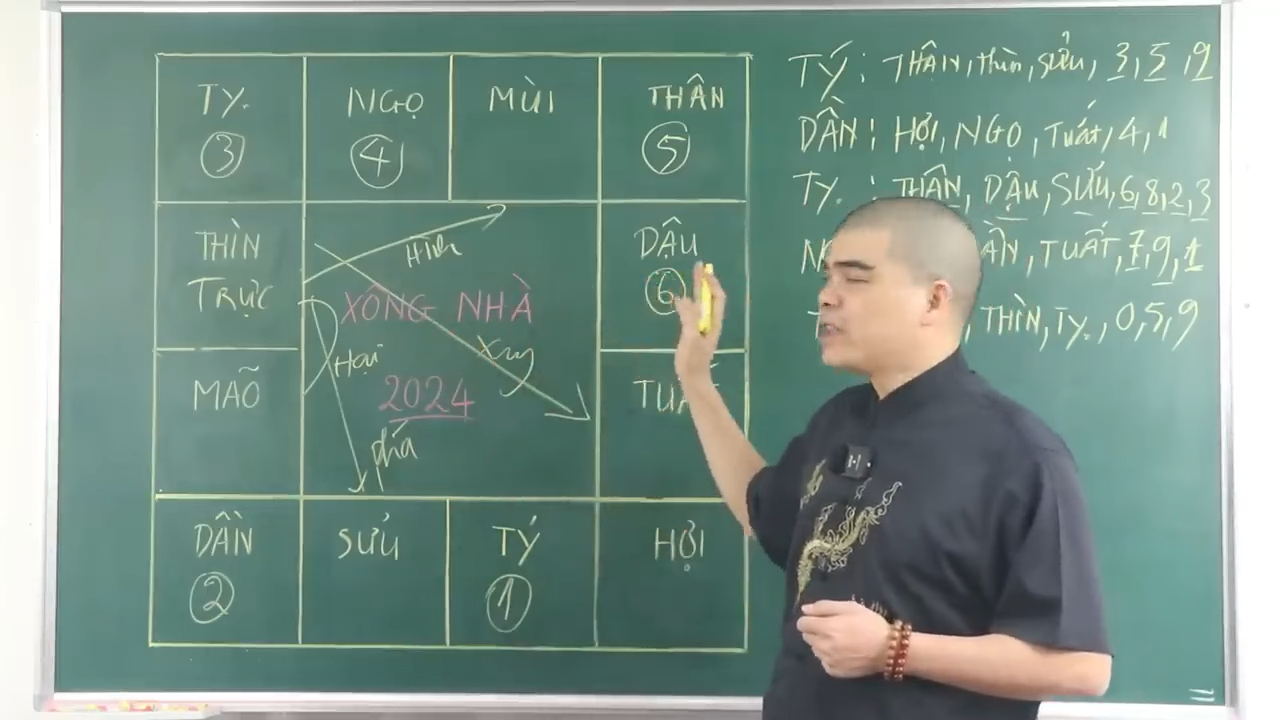 TỴ.
③
NGỌ
④
MÙI
THÂN
⑤
THÌN
TRỰC
DẬU
⑥
MÃO
TUẤT
DẦN
②
SỬU
TÝ
①
HỢI
Hình
XÔNG NHÀ
Xung
Hại
2024
phá
TÝ: THÂN, thìn, sửu, 3, 5, 9
DẦN: HỢI, NGỌ, Tuất, 4, 1
TỴ.: THÂN, DẬU, SỬU, 6, 8, 2, 3
TUẤT, 7, 9, 1
THÌN, TỴ., 0, 5, 9